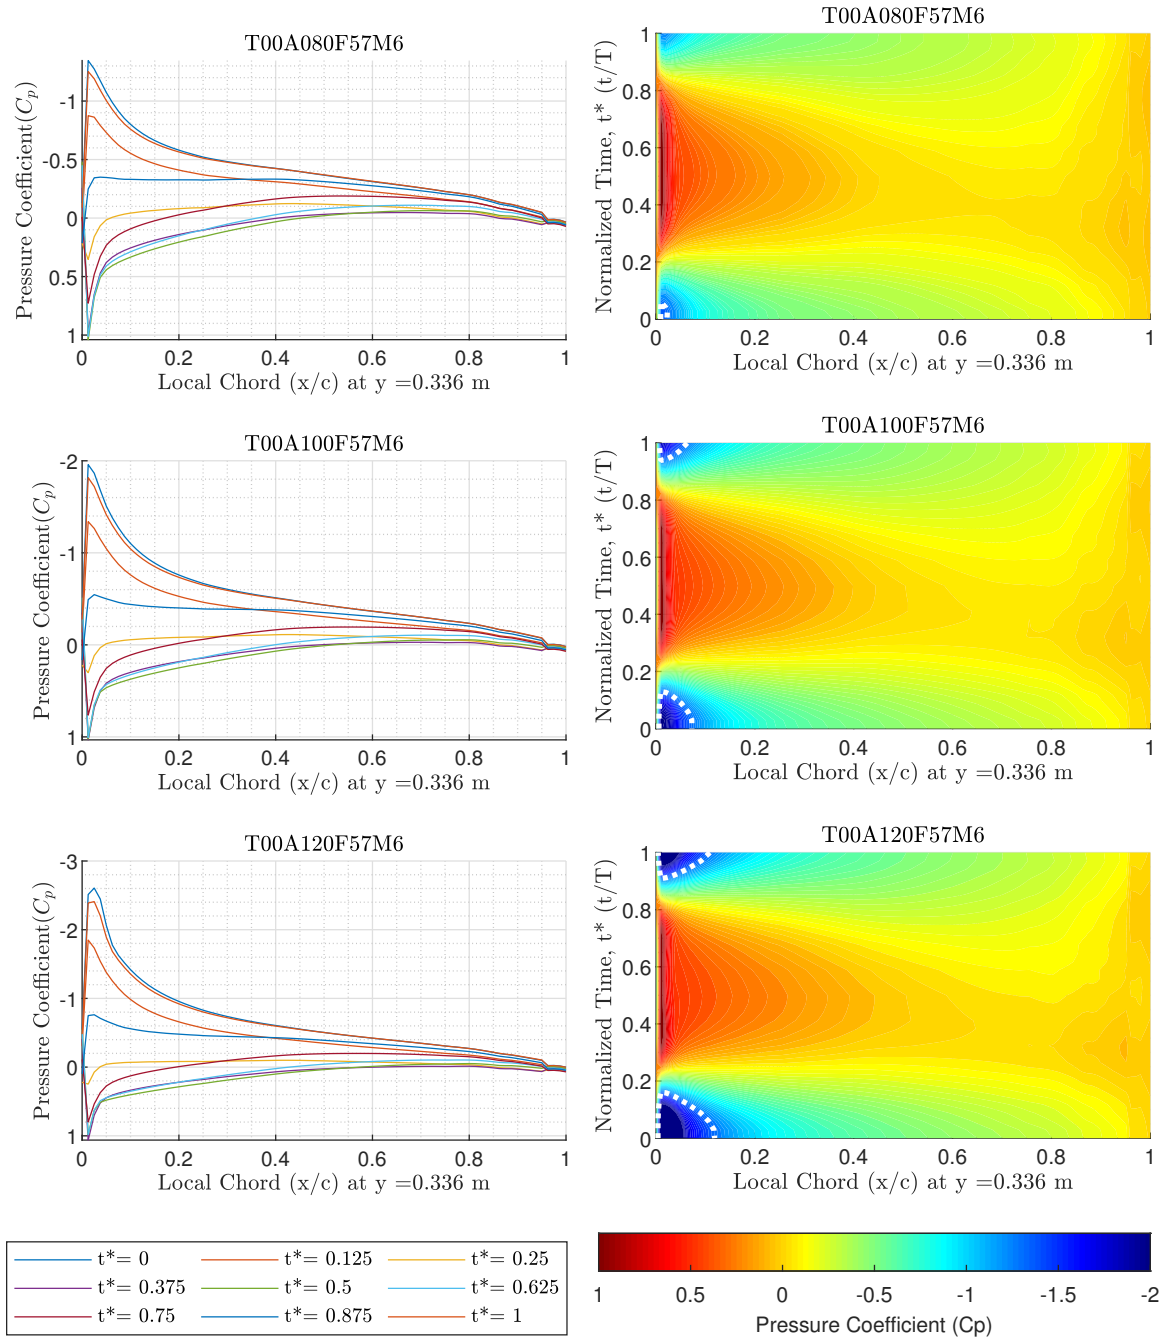 T00A080F57M6
Pressure Coefficient(Cp)
-1
-0.5
0
0.5
1
0 0.2 0.4 0.6 0.8 1
Local Chord (x/c) at y =0.336 m
T00A080F57M6
Normalized Time, t* (t/T)
1
0.8
0.6
0.4
0.2
0
0 0.2 0.4 0.6 0.8 1
Local Chord (x/c) at y =0.336 m
T00A100F57M6
Pressure Coefficient(Cp)
-2
-1
0
1
0 0.2 0.4 0.6 0.8 1
Local Chord (x/c) at y =0.336 m
T00A100F57M6
Normalized Time, t* (t/T)
1
0.8
0.6
0.4
0.2
0
0 0.2 0.4 0.6 0.8 1
Local Chord (x/c) at y =0.336 m
T00A120F57M6
Pressure Coefficient(Cp)
-3
-2
-1
0
1
0 0.2 0.4 0.6 0.8 1
Local Chord (x/c) at y =0.336 m
T00A120F57M6
Normalized Time, t* (t/T)
1
0.8
0.6
0.4
0.2
0
0 0.2 0.4 0.6 0.8 1
Local Chord (x/c) at y =0.336 m
t*= 0 t*= 0.125 t*= 0.25
t*= 0.375 t*= 0.5 t*= 0.625
t*= 0.75 t*= 0.875 t*= 1
1 0.5 0 -0.5 -1 -1.5 -2
Pressure Coefficient (Cp)